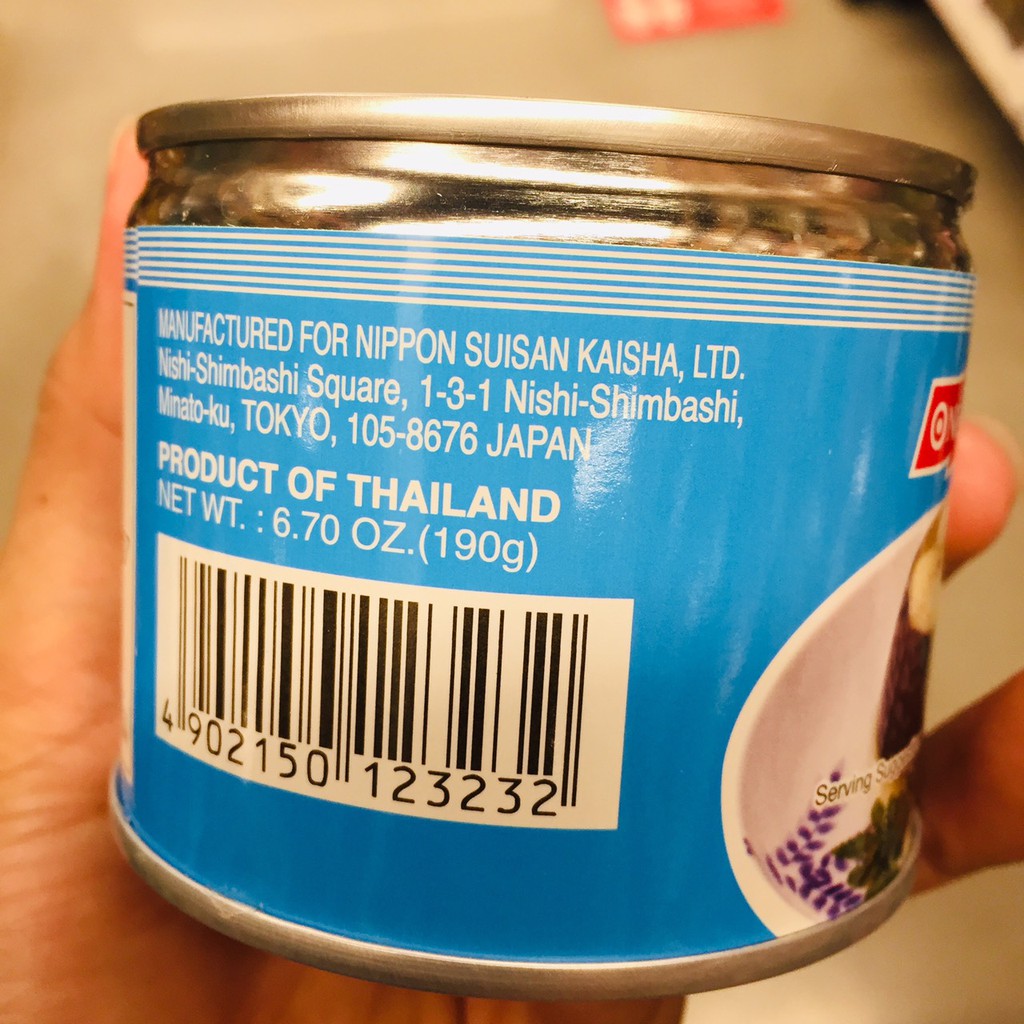 MANUFACTURED FOR NIPPON SUISAN KAISHA, LTD.
Nishi-Shimbashi Square, 1-3-1 Nishi-Shimbashi,
Minato-ku, TOKYO, 105-8676 JAPAN
PRODUCT OF THAILAND
NET WT. : 6.70 OZ.(190g)
4 902150 123232
Serving